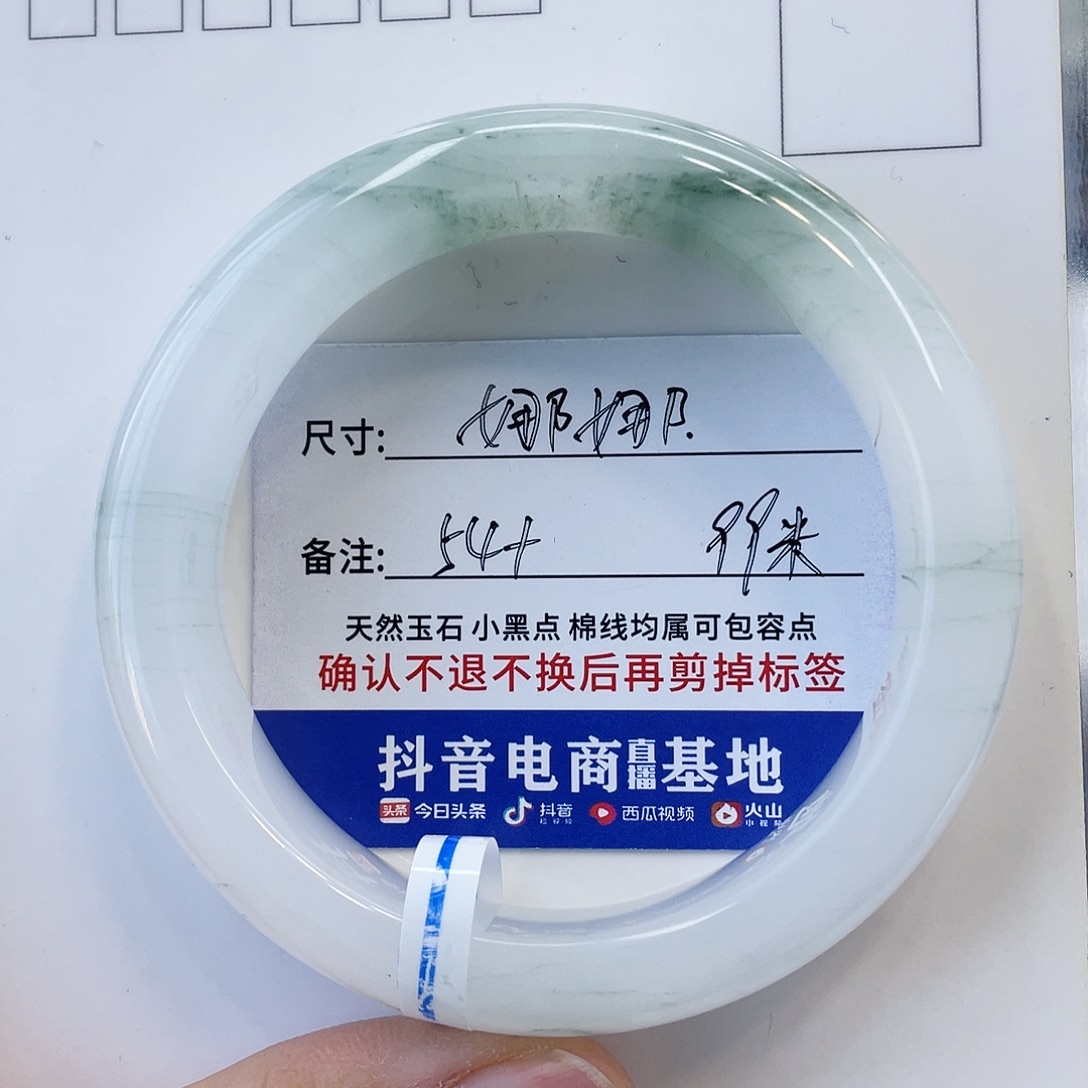 尺寸: 娜娜
备注: 54+ 99米
天然玉石 小黑点 棉线均属可包容点
确认不退不换后再剪掉标签
抖音电商直播基地
头条 今日头条 抖音 西瓜视频 火山